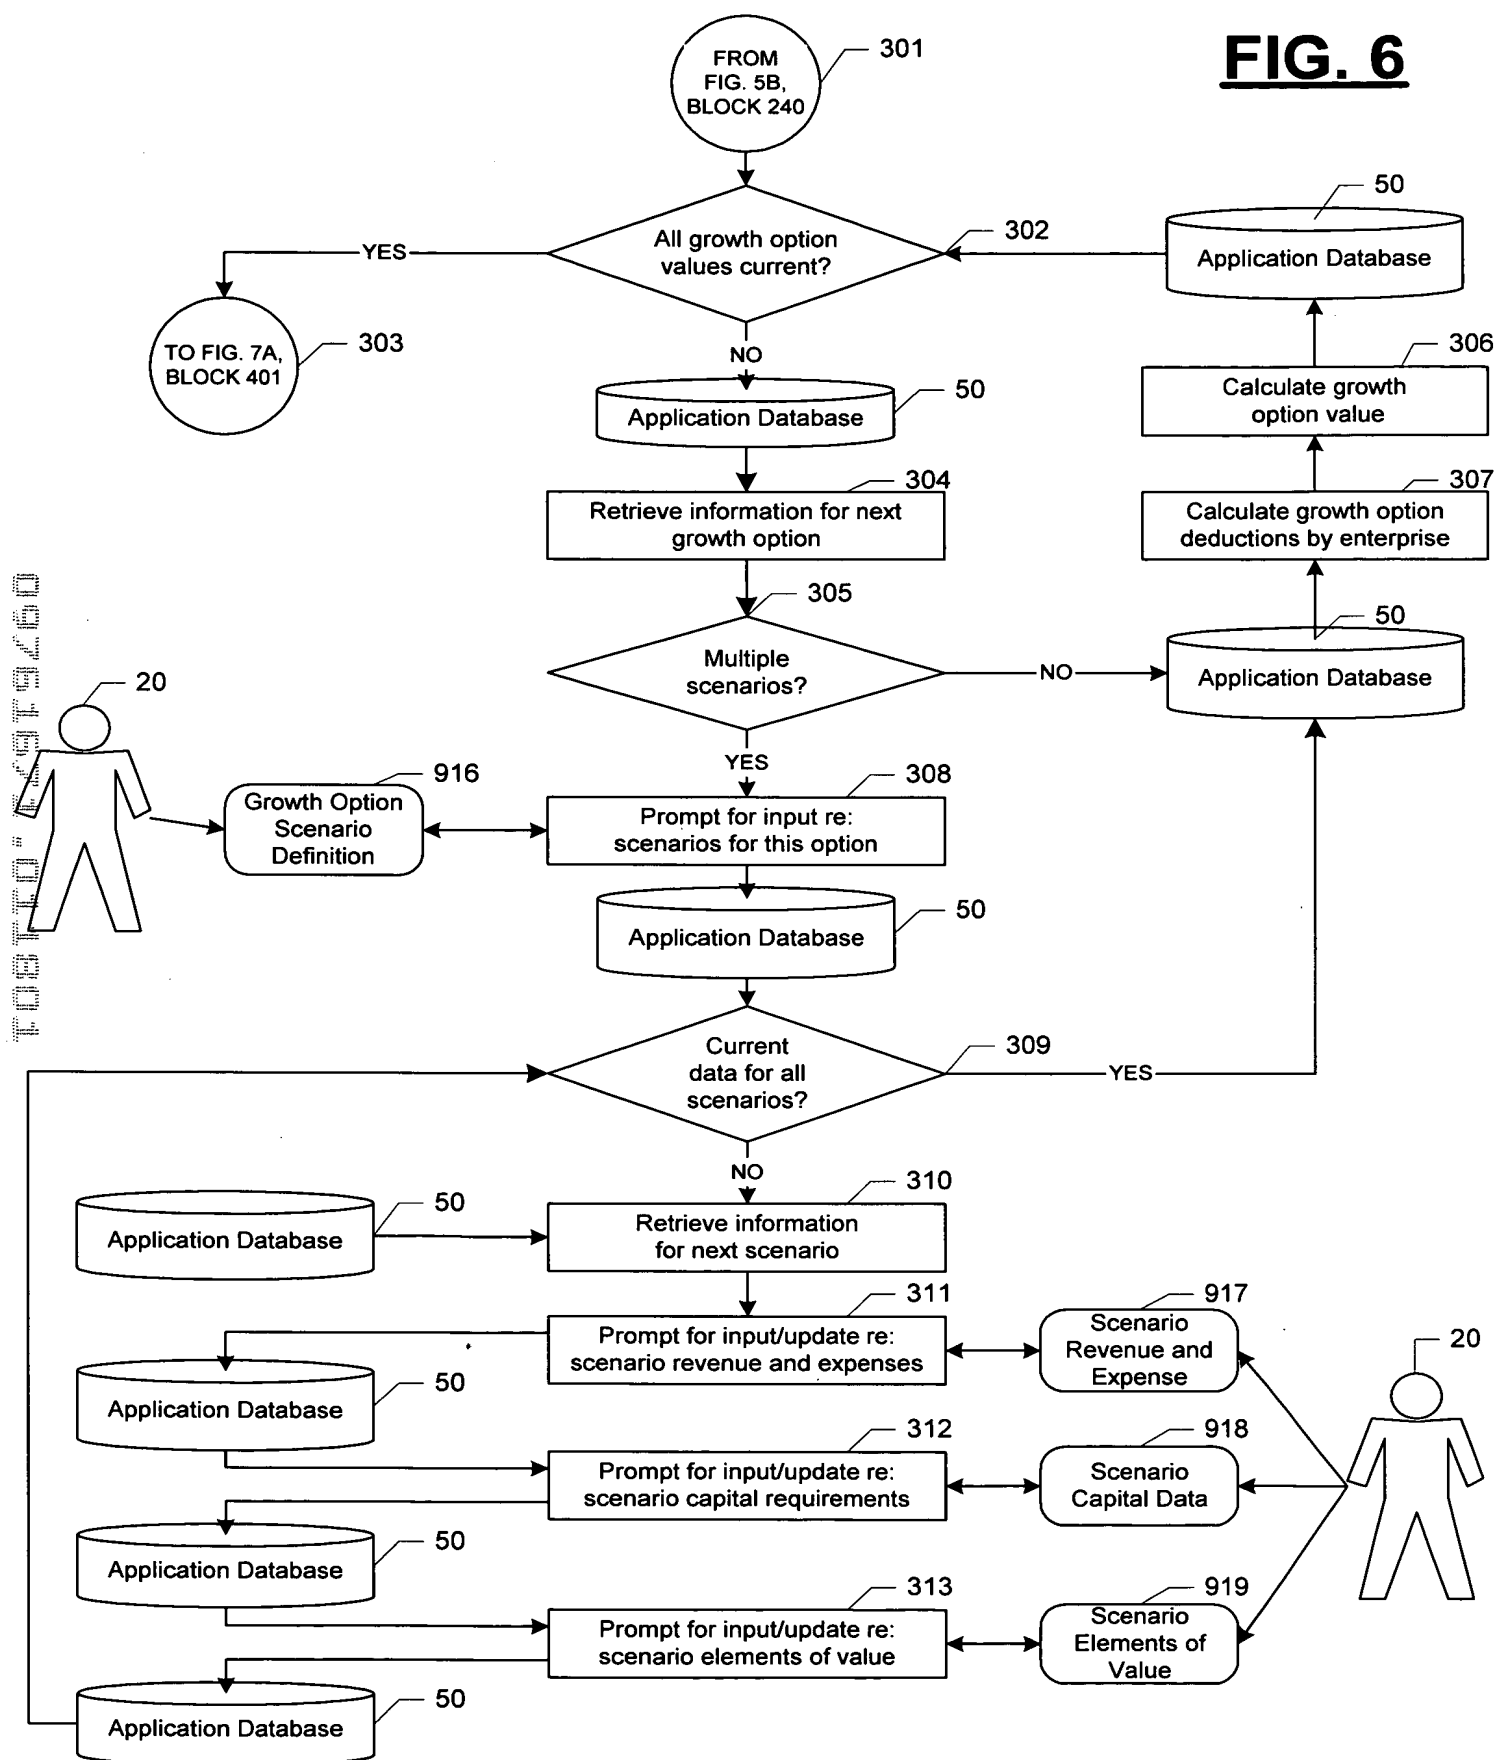 FIG. 6
FROM
FIG. 5B,
BLOCK 240
301
All growth option
values current?
302
50
Application Database
YES
TO FIG. 7A,
BLOCK 401
303
NO
306
Calculate growth
option value
Application Database
50
304
Retrieve information for next
growth option
307
Calculate growth option
deductions by enterprise
305
Multiple
scenarios?
NO
50
Application Database
20
YES
916
Growth Option
Scenario
Definition
308
Prompt for input re:
scenarios for this option
Application Database
50
Current
data for all
scenarios?
309
YES
NO
Application Database
50
310
Retrieve information
for next scenario
311
Prompt for input/update re:
scenario revenue and expenses
917
Scenario
Revenue and
Expense
20
Application Database
50
312
Prompt for input/update re:
scenario capital requirements
918
Scenario
Capital Data
Application Database
50
313
Prompt for input/update re:
scenario elements of value
919
Scenario
Elements of
Value
Application Database
50